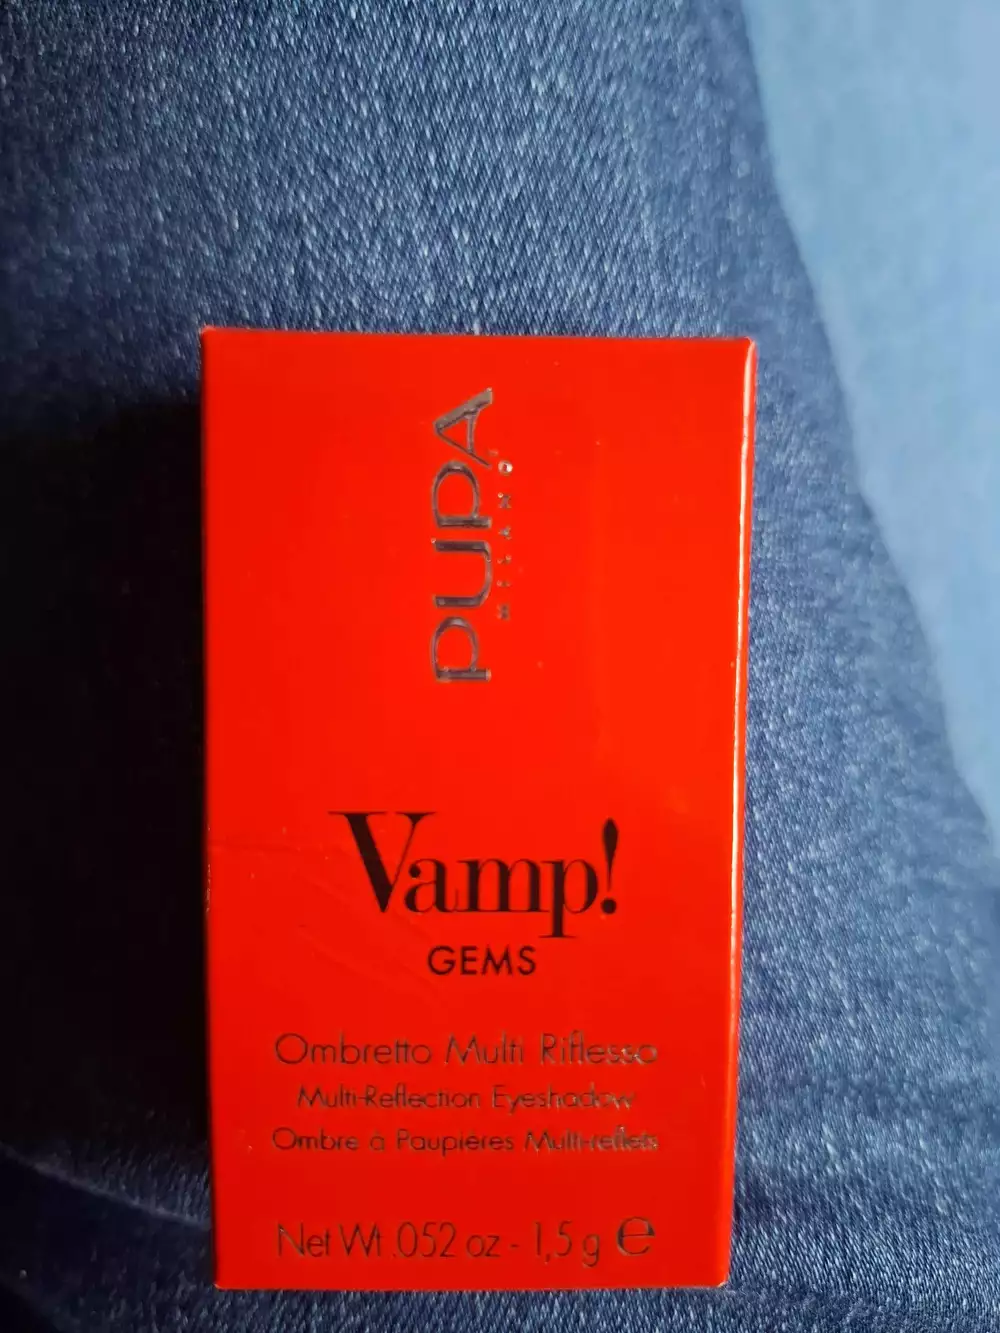 PUPA
MILANO
Vamp!
GEMS
Ombretto Multi Riflesso
Multi-Reflection Eyeshadow
Ombre à Paupières Multi-reflets
Net Wt .052 oz - 1,5 g ℮